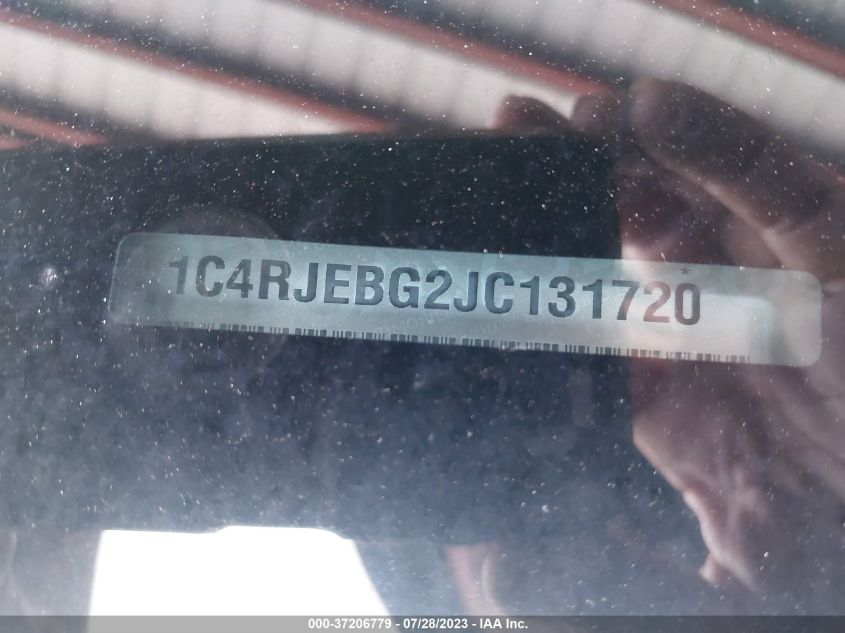 1C4RJEBG2JC131720*
000-37206779 - 07/28/2023 - IAA Inc.